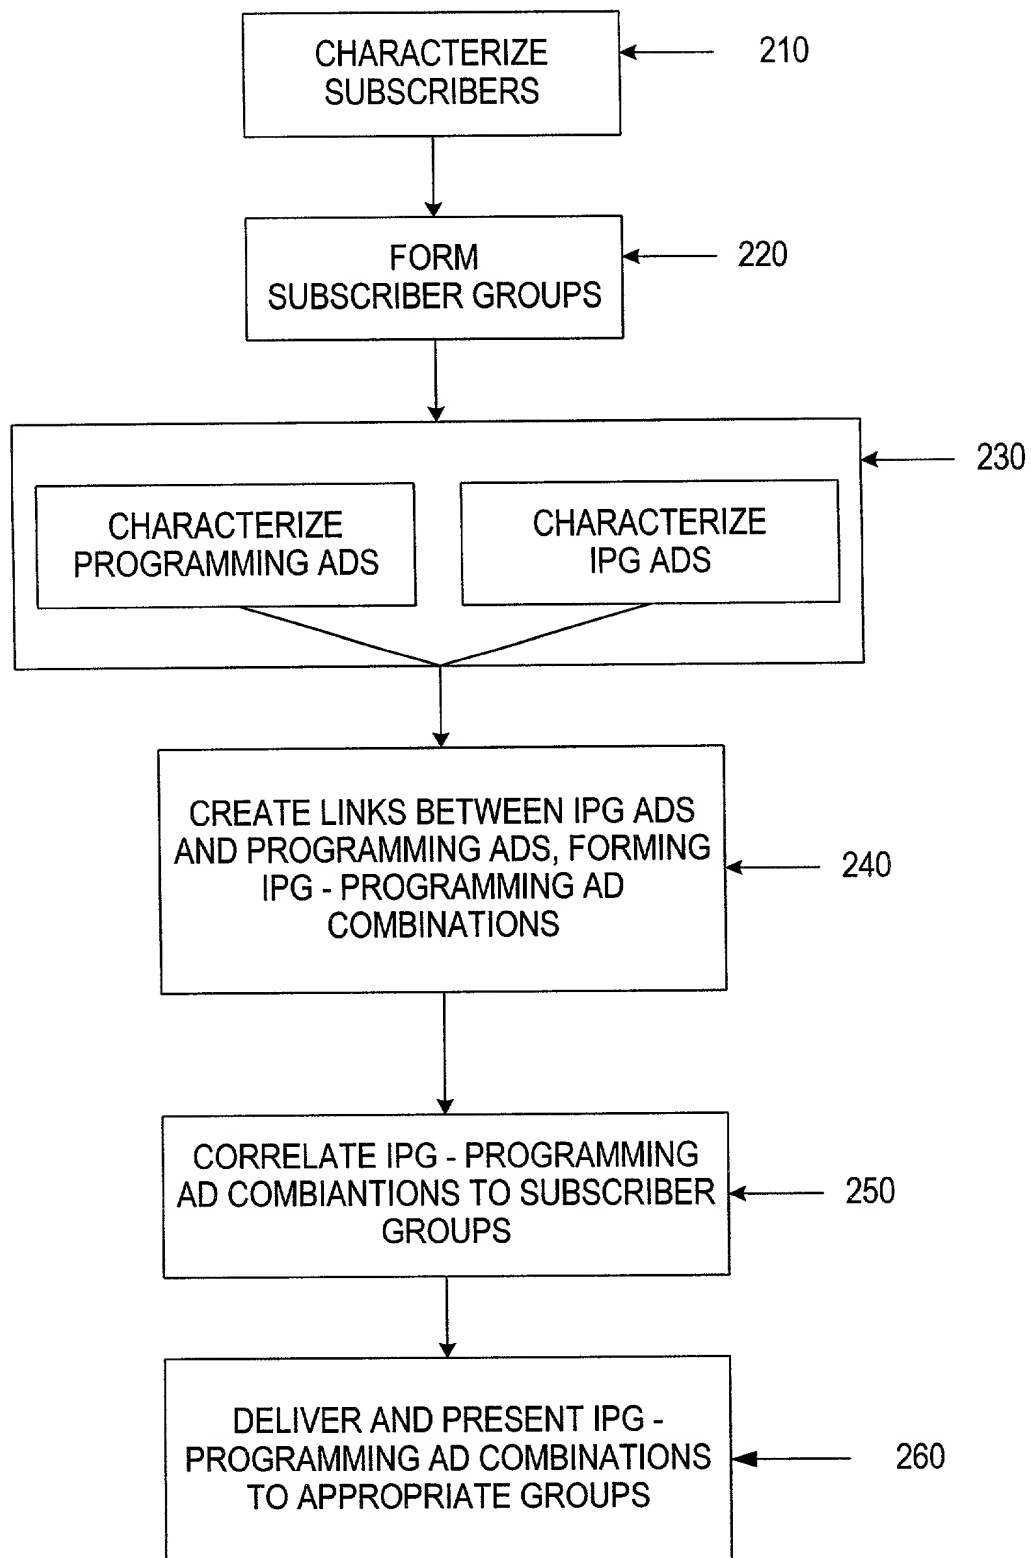 CHARACTERIZE
SUBSCRIBERS
210
FORM
SUBSCRIBER GROUPS
220
230
CHARACTERIZE
PROGRAMMING ADS
CHARACTERIZE
IPG ADS
CREATE LINKS BETWEEN IPG ADS
AND PROGRAMMING ADS, FORMING
IPG - PROGRAMMING AD
COMBINATIONS
240
CORRELATE IPG - PROGRAMMING
AD COMBIANTIONS TO SUBSCRIBER
GROUPS
250
DELIVER AND PRESENT IPG -
PROGRAMMING AD COMBINATIONS
TO APPROPRIATE GROUPS
260